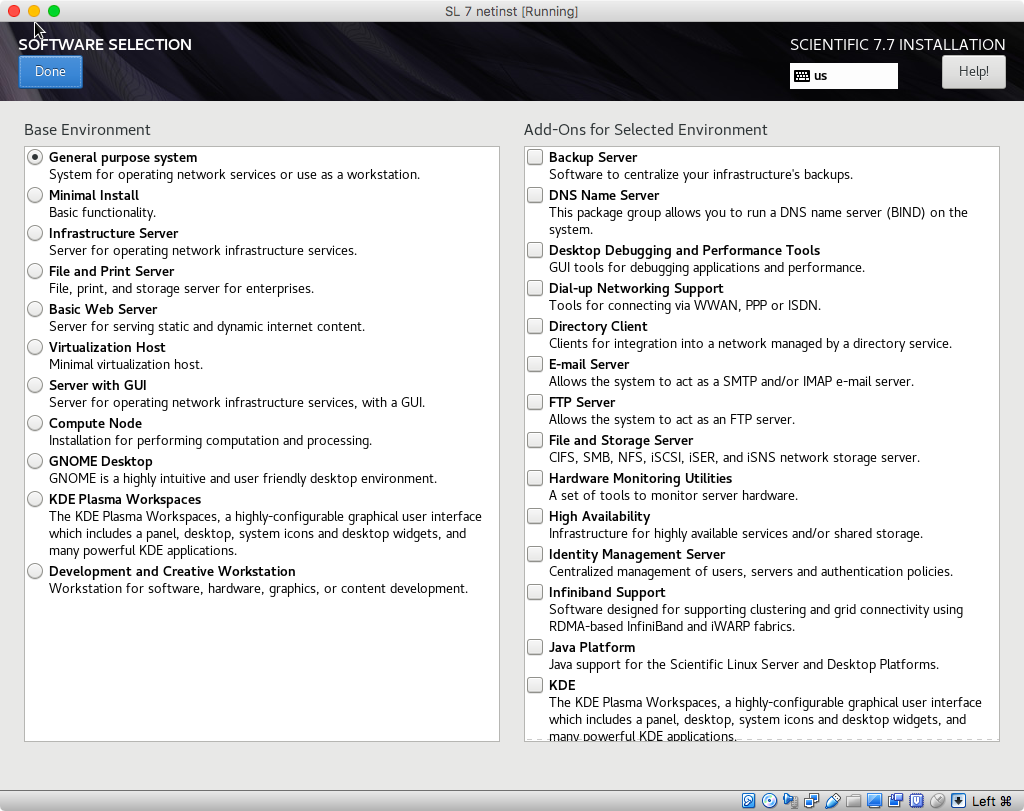 SL 7 netinst [Running]
SOFTWARE SELECTION
Done
SCIENTIFIC 7.7 INSTALLATION
us
Help!
Base Environment
General purpose system
System for operating network services or use as a workstation.
Minimal Install
Basic functionality.
Infrastructure Server
Server for operating network infrastructure services.
File and Print Server
File, print, and storage server for enterprises.
Basic Web Server
Server for serving static and dynamic internet content.
Virtualization Host
Minimal virtualization host.
Server with GUI
Server for operating network infrastructure services, with a GUI.
Compute Node
Installation for performing computation and processing.
GNOME Desktop
GNOME is a highly intuitive and user friendly desktop environment.
KDE Plasma Workspaces
The KDE Plasma Workspaces, a highly-configurable graphical user interface
which includes a panel, desktop, system icons and desktop widgets, and
many powerful KDE applications.
Development and Creative Workstation
Workstation for software, hardware, graphics, or content development.
Add-Ons for Selected Environment
Backup Server
Software to centralize your infrastructure's backups.
DNS Name Server
This package group allows you to run a DNS name server (BIND) on the
system.
Desktop Debugging and Performance Tools
GUI tools for debugging applications and performance.
Dial-up Networking Support
Tools for connecting via WWAN, PPP or ISDN.
Directory Client
Clients for integration into a network managed by a directory service.
E-mail Server
Allows the system to act as a SMTP and/or IMAP e-mail server.
FTP Server
Allows the system to act as an FTP server.
File and Storage Server
CIFS, SMB, NFS, iSCSI, iSER, and iSNS network storage server.
Hardware Monitoring Utilities
A set of tools to monitor server hardware.
High Availability
Infrastructure for highly available services and/or shared storage.
Identity Management Server
Centralized management of users, servers and authentication policies.
Infiniband Support
Software designed for supporting clustering and grid connectivity using
RDMA-based InfiniBand and iWARP fabrics.
Java Platform
Java support for the Scientific Linux Server and Desktop Platforms.
KDE
The KDE Plasma Workspaces, a highly-configurable graphical user interface
which includes a panel, desktop, system icons and desktop widgets, and
many powerful KDE applications.
Left ⌘